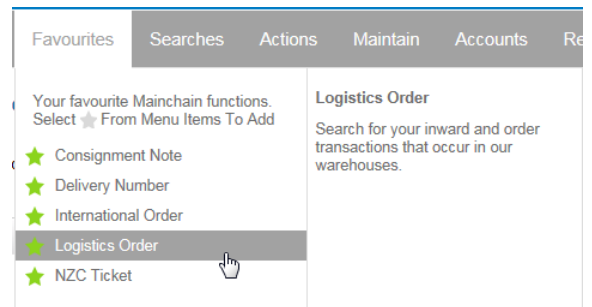 Favourites Searches Actions Maintain Accounts Re
Your favourite Mainchain functions.
Select From Menu Items To Add
Consignment Note
Delivery Number
International Order
Logistics Order
NZC Ticket
Logistics Order
Search for your inward and order
transactions that occur in our
warehouses.